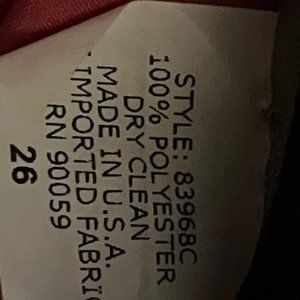 STYLE: 83968C
100% POLYESTER
DRY CLEAN
MADE IN U.S.A.
IMPORTED FABRIC
RN 90059
26